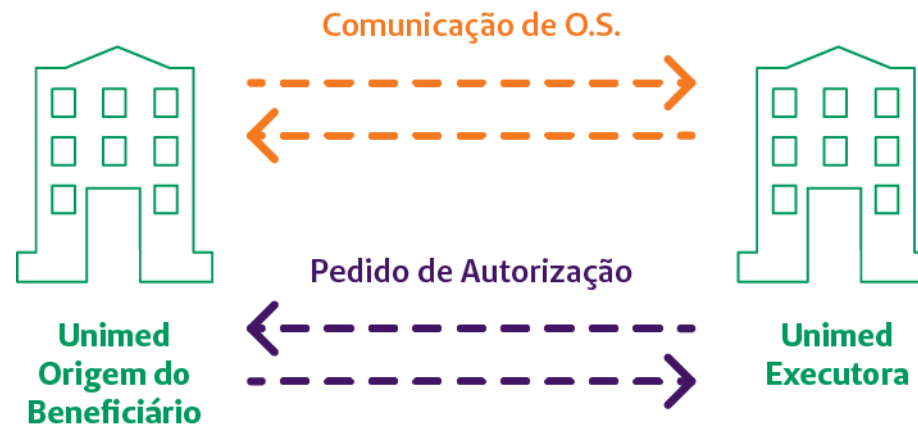 Comunicação de O.S.
Pedido de Autorização
Unimed
Origem do
Beneficiário
Unimed
Executora